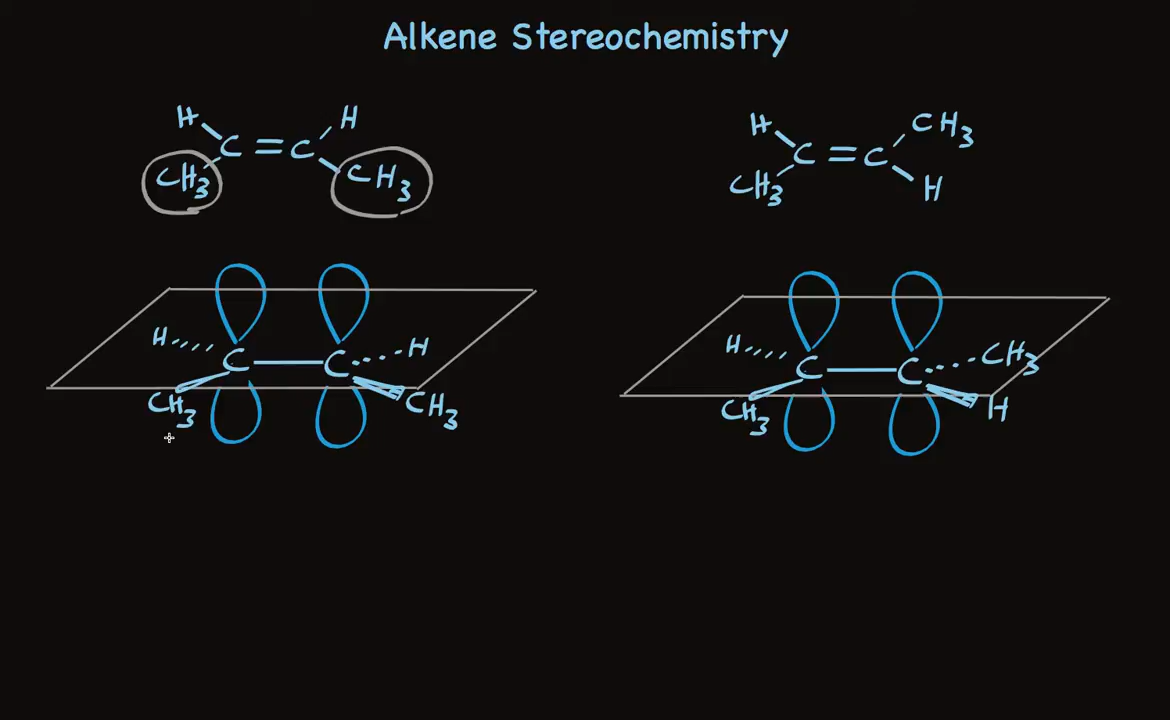 Alkene Stereochemistry
H H
C = C
CH3 CH3
H CH3
C = C
CH3 H
H C C H
CH3 CH3
H C C CH3
CH3 H